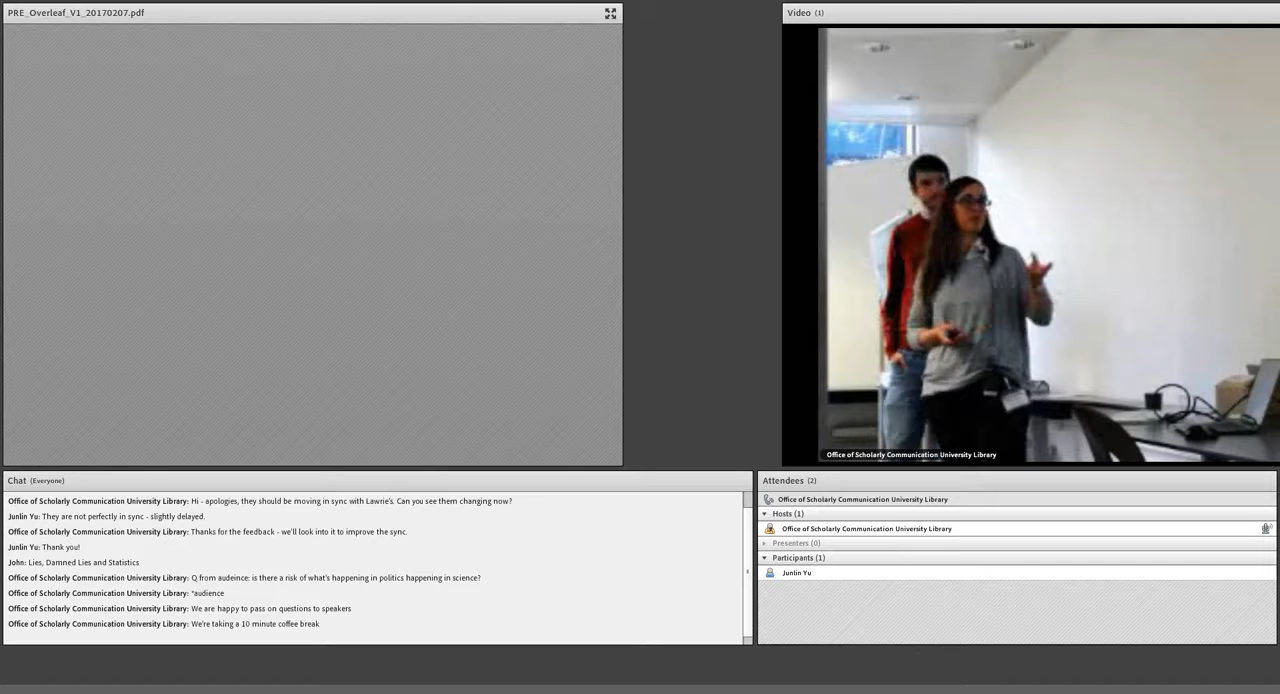 PRE_Overleaf_V1_20170207.pdf
Video (1)
Office of Scholarly Communication University Library
Chat (Everyone)
Office of Scholarly Communication University Library: Hi - apologies, they should be moving in sync with Lawrie's. Can you see them changing now?
Junlin Yu: They are not perfectly in sync - slightly delayed.
Office of Scholarly Communication University Library: Thanks for the feedback - we'll look into it to improve the sync.
Junlin Yu: Thank you!
John: Lies, Damned Lies and Statistics
Office of Scholarly Communication University Library: Q from audeince: is there a risk of what's happening in politics happening in science?
Office of Scholarly Communication University Library: *audience
Office of Scholarly Communication University Library: We are happy to pass on questions to speakers
Office of Scholarly Communication University Library: We're taking a 10 minute coffee break
Attendees (2)
Office of Scholarly Communication University Library
Hosts (1)
Office of Scholarly Communication University Library
Presenters (0)
Participants (1)
Junlin Yu